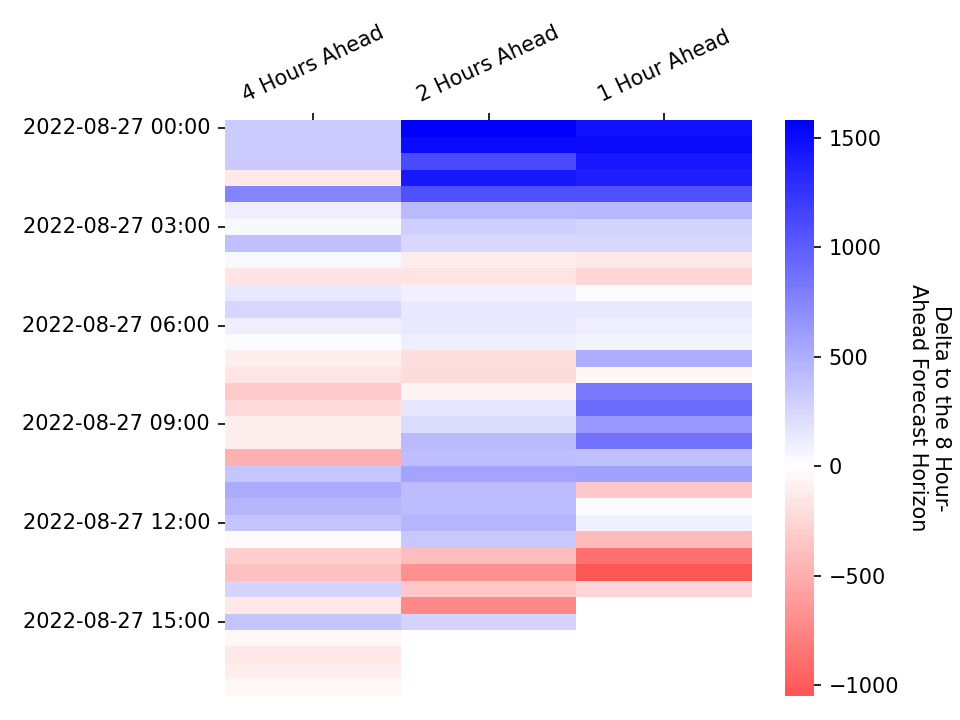 4 Hours Ahead
2 Hours Ahead
1 Hour Ahead
2022-08-27 00:00
2022-08-27 03:00
2022-08-27 06:00
2022-08-27 09:00
2022-08-27 12:00
2022-08-27 15:00
1500
1000
500
0
−500
−1000
Delta to the 8 Hour-
Ahead Forecast Horizon